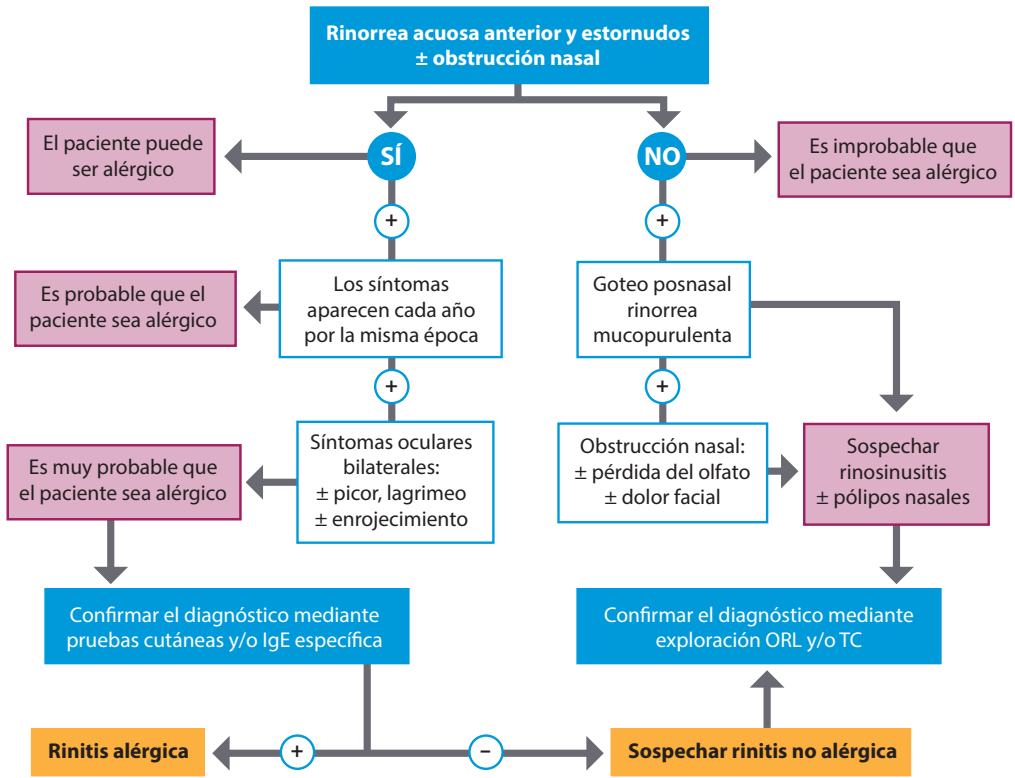 Rinorrea acuosa anterior y estornudos
± obstrucción nasal
El paciente puede
ser alérgico
SÍ
NO
Es improbable que
el paciente sea alérgico
+
+
Es probable que el
paciente sea alérgico
Los síntomas
aparecen cada año
por la misma época
Goteo posnasal
rinorrea
mucopurulenta
+
+
Es muy probable que
el paciente sea alérgico
Síntomas oculares
bilaterales:
± picor, lagrimeo
± enrojecimiento
Obstrucción nasal:
± pérdida del olfato
± dolor facial
Sospechar
rinosinusitis
± pólipos nasales
Confirmar el diagnóstico mediante
pruebas cutáneas y/o IgE específica
Confirmar el diagnóstico mediante
exploración ORL y/o TC
Rinitis alérgica
+
−
Sospechar rinitis no alérgica